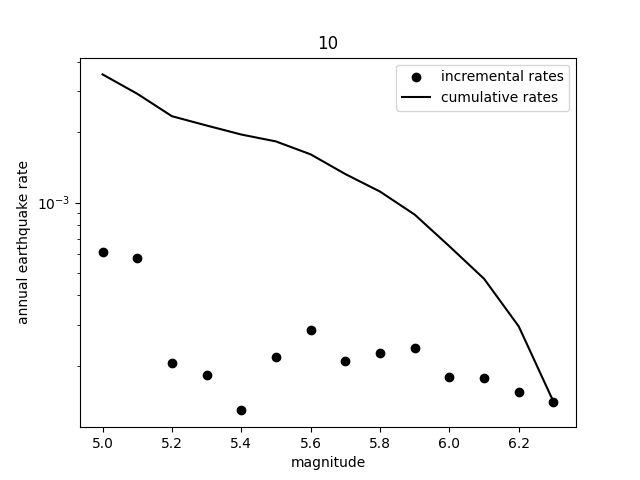 10
incremental rates
cumulative rates
annual earthquake rate
10⁻³
5.0 5.2 5.4 5.6 5.8 6.0 6.2
magnitude